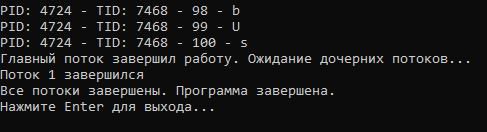 PID: 4724 - TID: 7468 - 98 - b
PID: 4724 - TID: 7468 - 99 - U
PID: 4724 - TID: 7468 - 100 - s
Главный поток завершил работу. Ожидание дочерних потоков...
Поток 1 завершился
Все потоки завершены. Программа завершена.
Нажмите Enter для выхода...